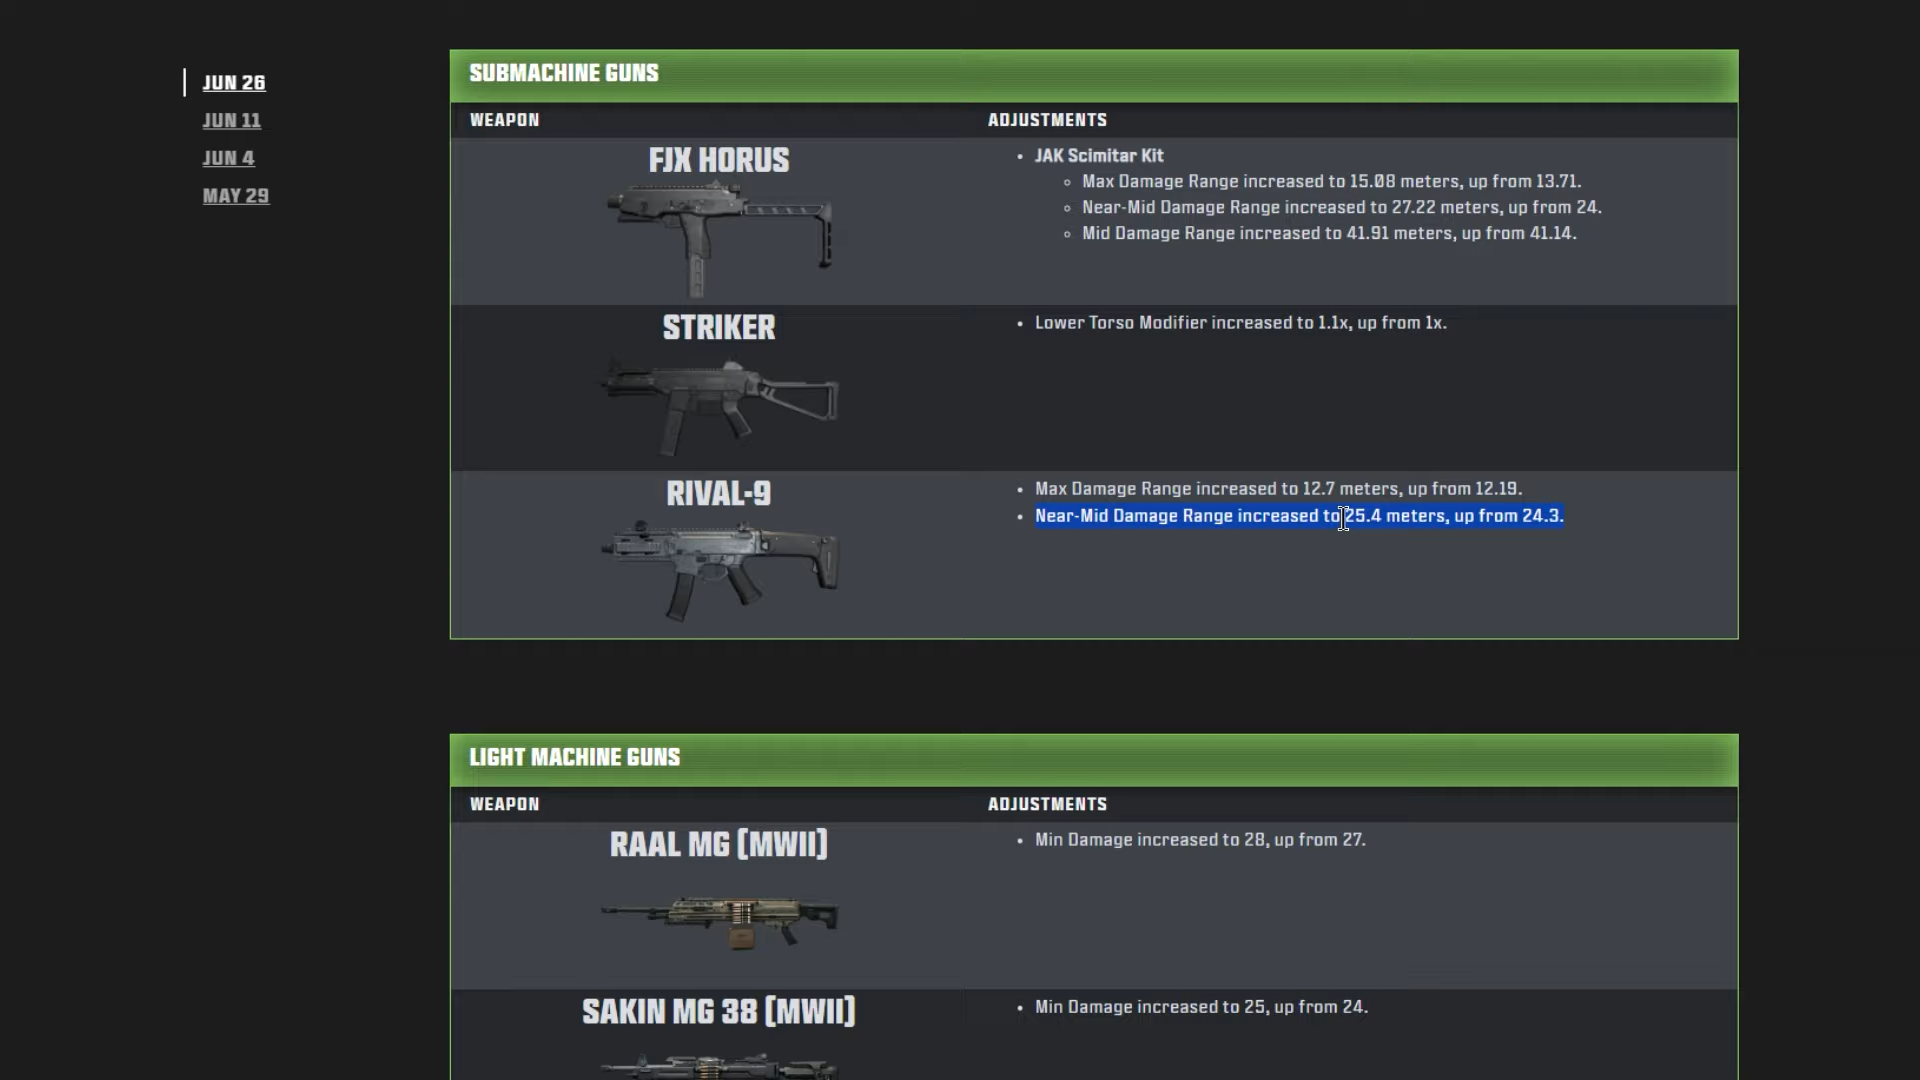 JUN 26
JUN 11
JUN 4
MAY 29
SUBMACHINE GUNS
WEAPON ADJUSTMENTS
FJX HORUS
JAK Scimitar Kit
Max Damage Range increased to 15.08 meters, up from 13.71.
Near-Mid Damage Range increased to 27.22 meters, up from 24.
Mid Damage Range increased to 41.91 meters, up from 41.14.
STRIKER
Lower Torso Modifier increased to 1.1x, up from 1x.
RIVAL-9
Max Damage Range increased to 12.7 meters, up from 12.19.
Near-Mid Damage Range increased to 25.4 meters, up from 24.3.
LIGHT MACHINE GUNS
WEAPON ADJUSTMENTS
RAAL MG (MWII)
Min Damage increased to 28, up from 27.
SAKIN MG 38 (MWII)
Min Damage increased to 25, up from 24.